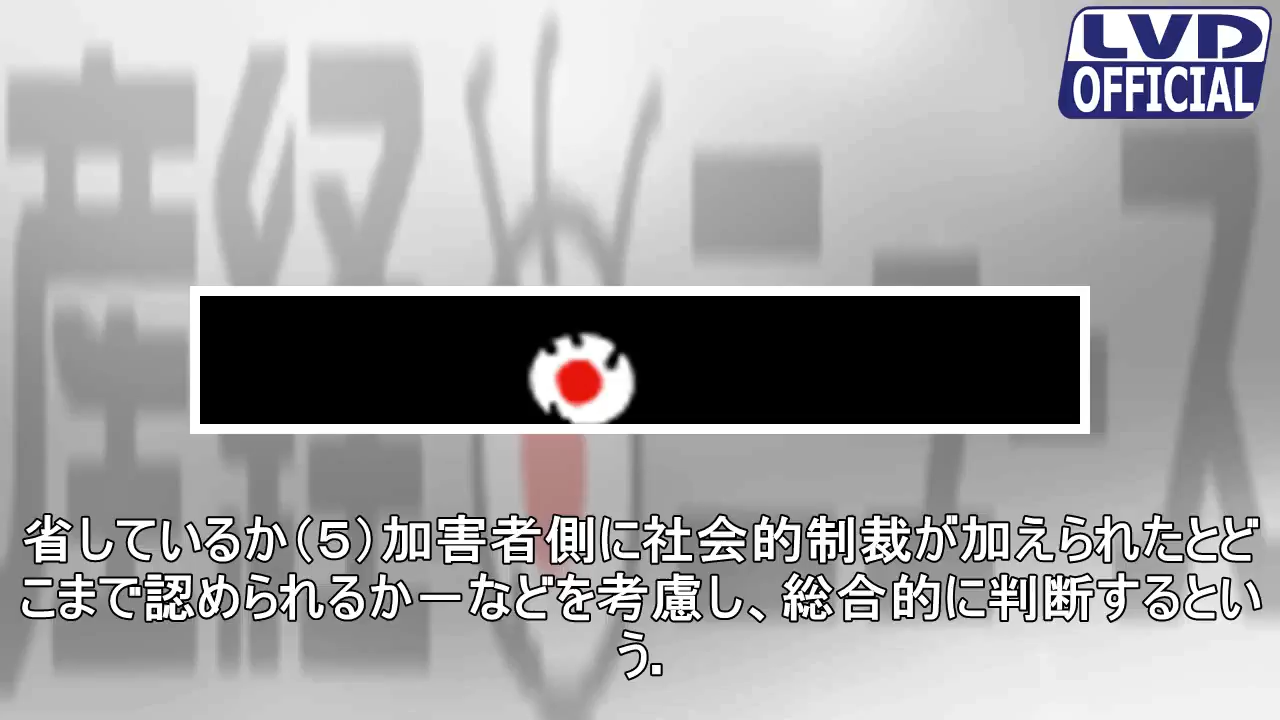 LVD
OFFICIAL
産経ニュース
省しているか（５）加害者側に社会的制裁が加えられたとど
こまで認められるかーなどを考慮し、総合的に判断するとい
う.